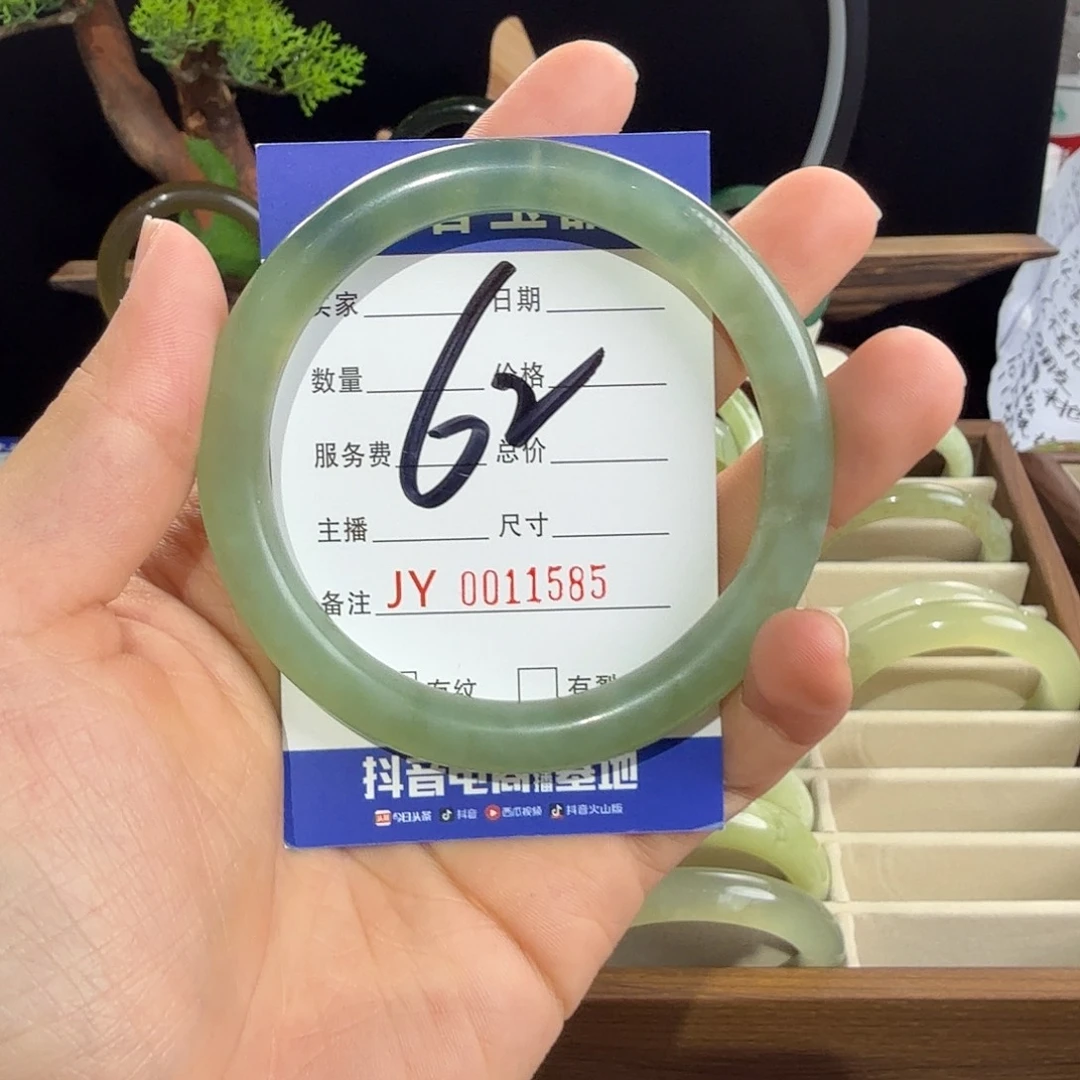 买家 日期
数量 价格
62
服务费 总价
主播 尺寸
备注 JY 0011585
有纹 有裂
抖音电商直播基地
今日头条 抖音 西瓜视频 抖音火山版